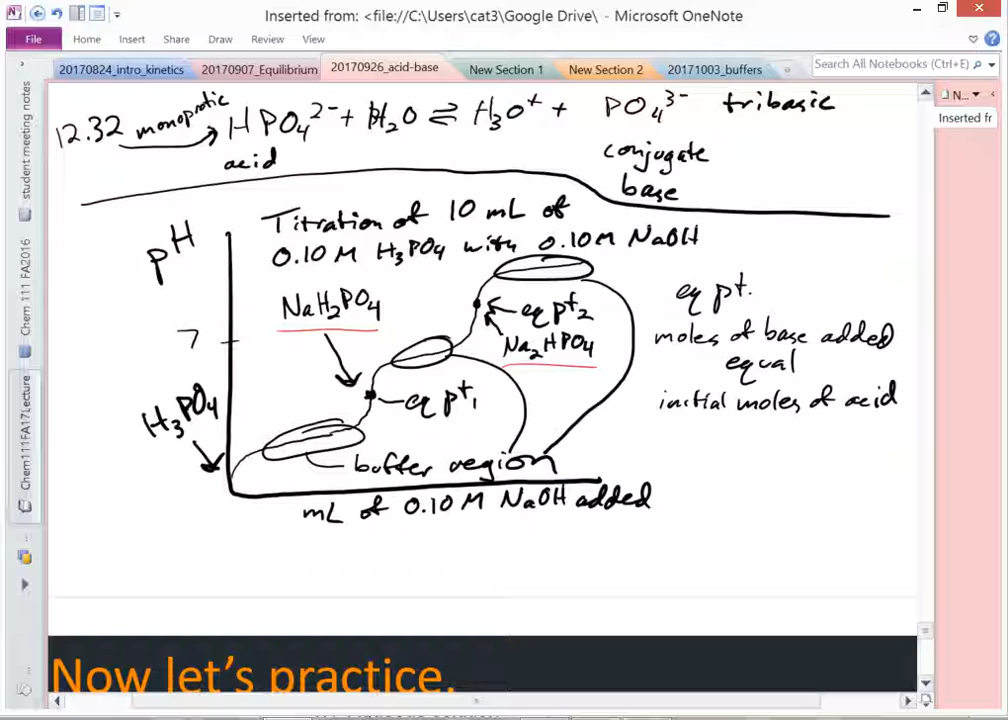 Inserted from: <file://C:\Users\cat3\Google Drive\ - Microsoft OneNote
File Home Insert Share Draw Review View
20170824_intro_kinetics 20170907_Equilibrium 20170926_acid-base New Section 1 New Section 2 20171003_buffers Search All Notebooks (Ctrl+E)
N...
Inserted fr
student meeting notes
Chem 111 FA2016
Chem111FA17Lecture
12.32 monoprotic HPO₄²⁻ + H₂O ⇌ H₃O⁺ + PO₄³⁻ tribasic
acid conjugate
base
Titration of 10 mL of
0.10 M H₃PO₄ with 0.10 M NaOH
pH
NaH₂PO₄
eq pt₂
Na₂HPO₄
7
eq pt.
moles of base added
equal
initial moles of acid
H₃PO₄
eq pt₁
buffer region
mL of 0.10 M NaOH added
Now let's practice.